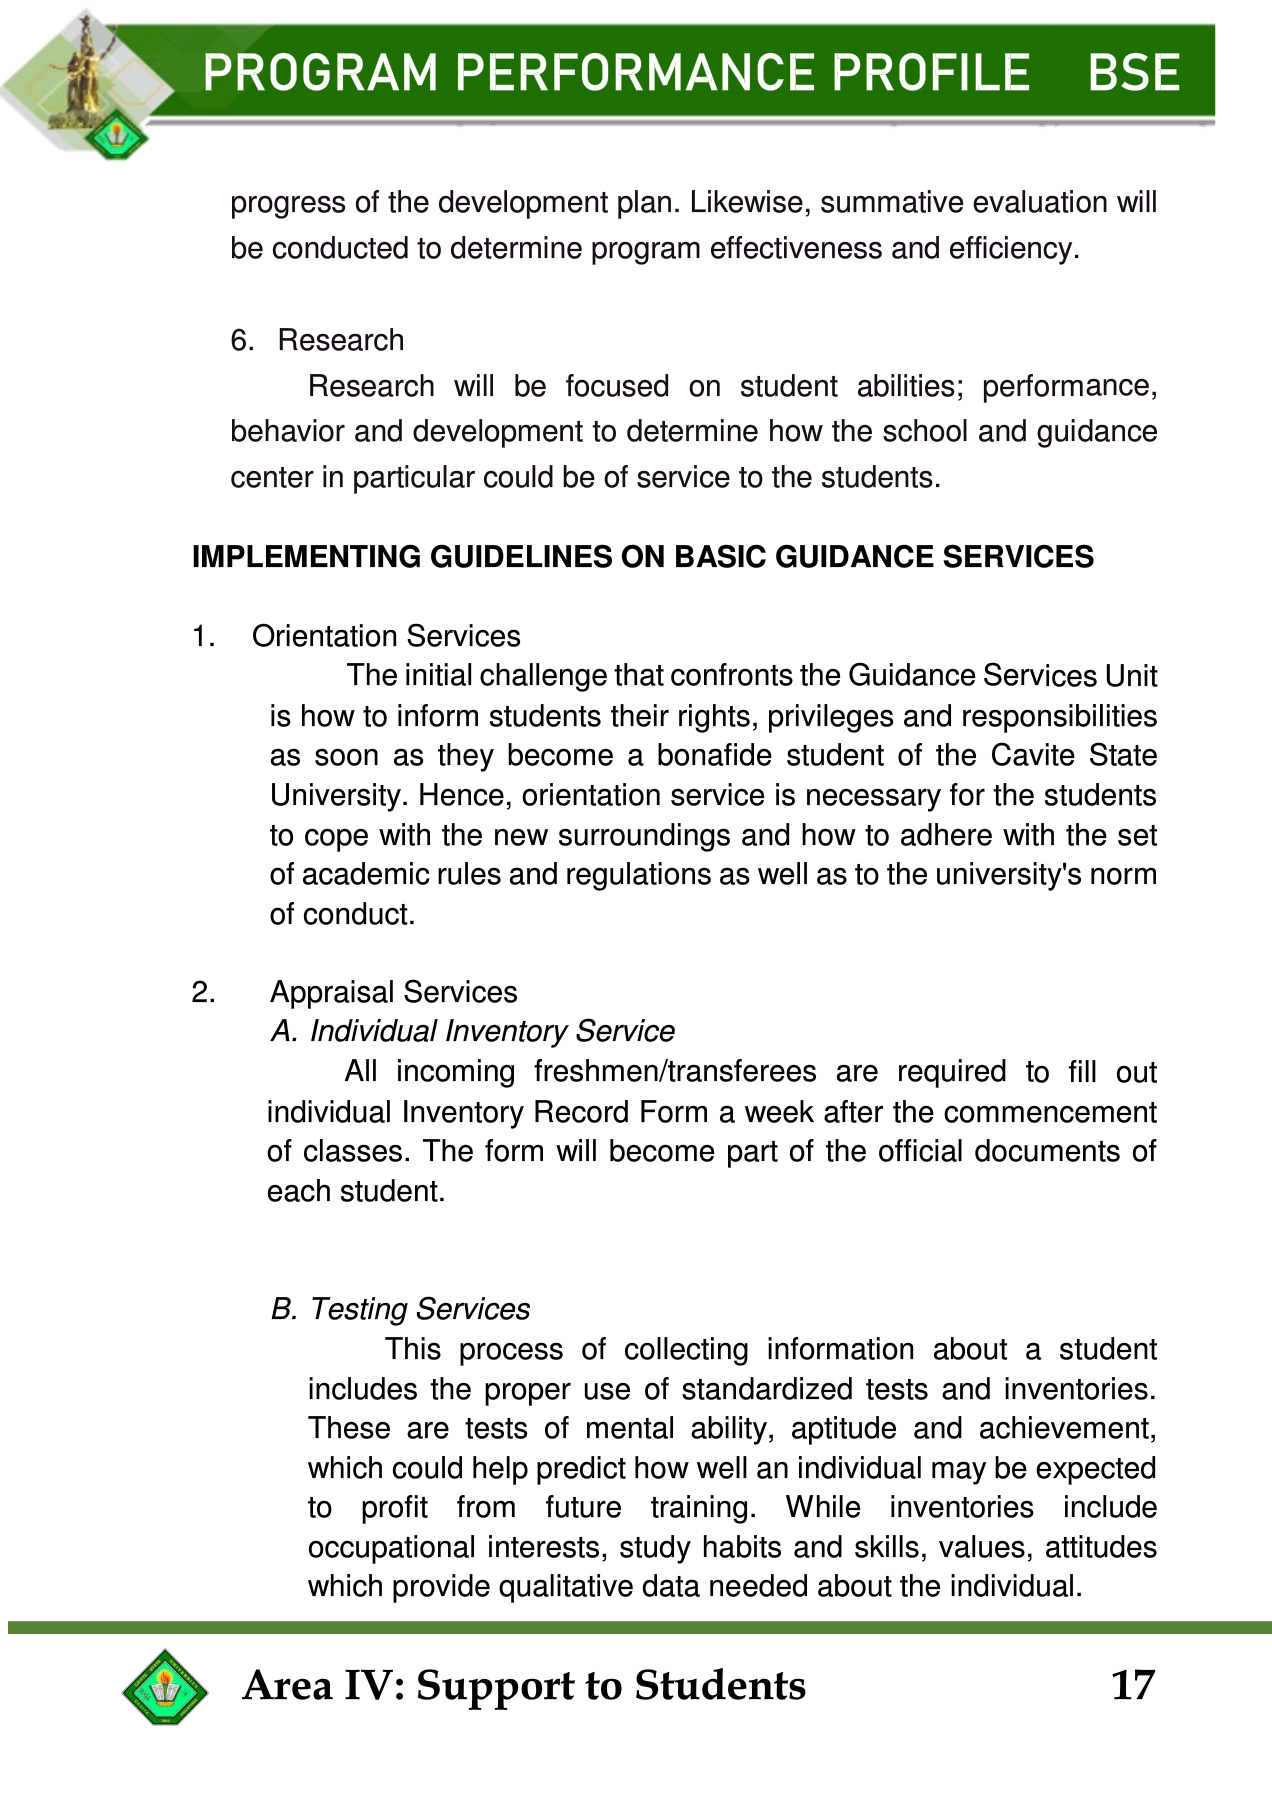 PROGRAM PERFORMANCE PROFILE BSE
progress of the development plan. Likewise, summative evaluation will
be conducted to determine program effectiveness and efficiency.
6. Research
Research will be focused on student abilities; performance,
behavior and development to determine how the school and guidance
center in particular could be of service to the students.
IMPLEMENTING GUIDELINES ON BASIC GUIDANCE SERVICES
1. Orientation Services
The initial challenge that confronts the Guidance Services Unit
is how to inform students their rights, privileges and responsibilities
as soon as they become a bonafide student of the Cavite State
University. Hence, orientation service is necessary for the students
to cope with the new surroundings and how to adhere with the set
of academic rules and regulations as well as to the university's norm
of conduct.
2. Appraisal Services
A. Individual Inventory Service
All incoming freshmen/transferees are required to fill out
individual Inventory Record Form a week after the commencement
of classes. The form will become part of the official documents of
each student.
B. Testing Services
This process of collecting information about a student
includes the proper use of standardized tests and inventories.
These are tests of mental ability, aptitude and achievement,
which could help predict how well an individual may be expected
to profit from future training. While inventories include
occupational interests, study habits and skills, values, attitudes
which provide qualitative data needed about the individual.
Area IV: Support to Students 17